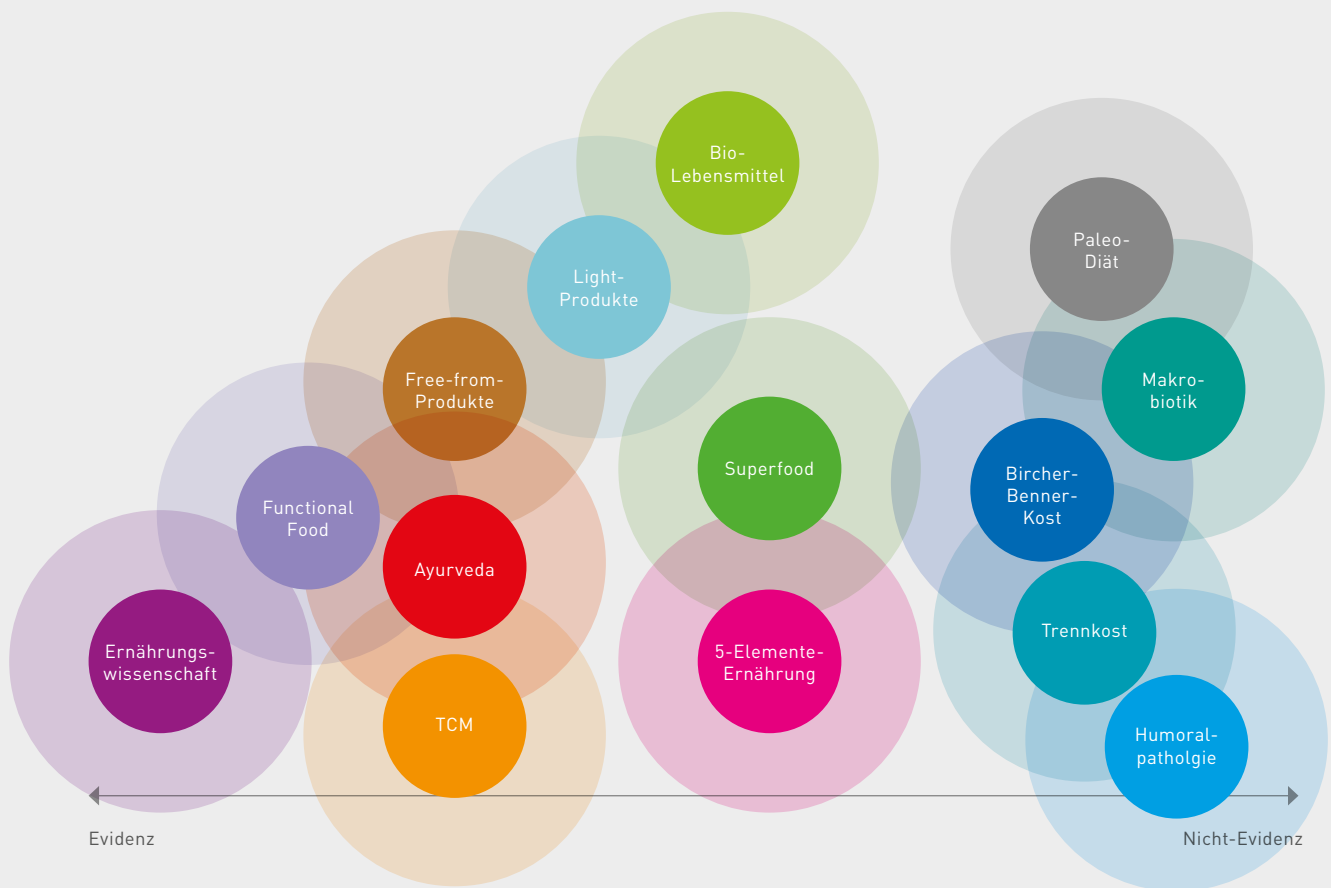 Bio-
Lebensmittel
Paleo-
Diät
Light-
Produkte
Free-from-
Produkte
Makro-
biotik
Superfood
Bircher-
Benner-
Kost
Functional
Food
Ayurveda
Trennkost
Ernährungs-
wissenschaft
5-Elemente-
Ernährung
TCM
Humoral-
patholgie
Evidenz
Nicht-Evidenz